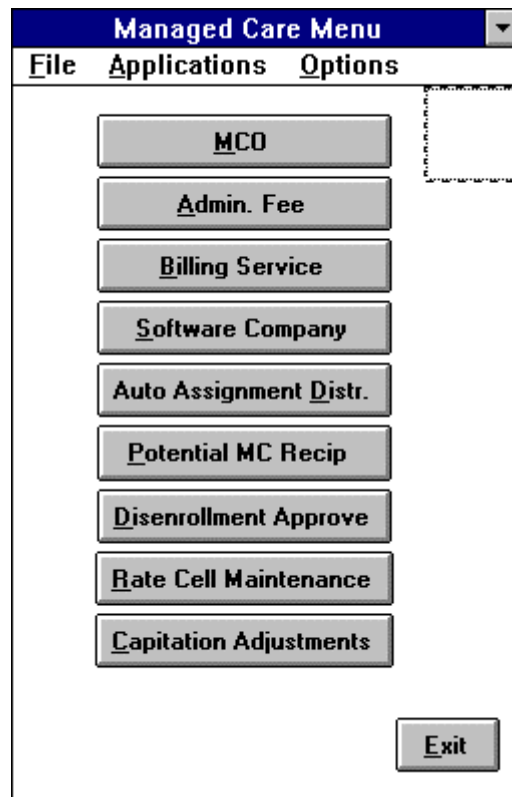 Managed Care Menu
File Applications Options
MCO
Admin. Fee
Billing Service
Software Company
Auto Assignment Distr.
Potential MC Recip
Disenrollment Approve
Rate Cell Maintenance
Capitation Adjustments
Exit